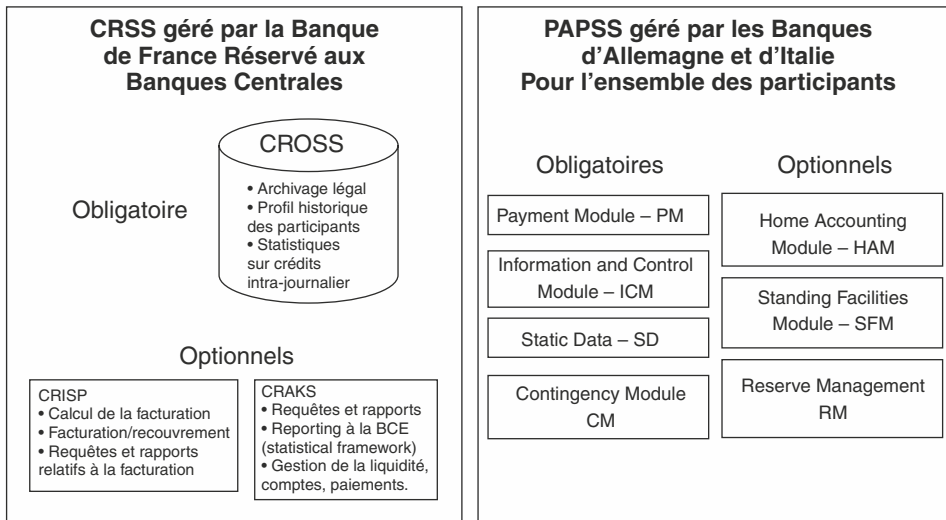 CRSS géré par la Banque
de France Réservé aux
Banques Centrales
CROSS
• Archivage légal
• Profil historique
des participants
• Statistiques
sur crédits
intra-journalier
Obligatoire
Optionnels
CRISP
• Calcul de la facturation
• Facturation/recouvrement
• Requêtes et rapports
relatifs à la facturation
CRAKS
• Requêtes et rapports
• Reporting à la BCE
(statistical framework)
• Gestion de la liquidité,
comptes, paiements.
PAPSS géré par les Banques
d’Allemagne et d’Italie
Pour l’ensemble des participants
Obligatoires
Payment Module – PM
Information and Control
Module – ICM
Static Data – SD
Contingency Module
CM
Optionnels
Home Accounting
Module – HAM
Standing Facilities
Module – SFM
Reserve Management
RM